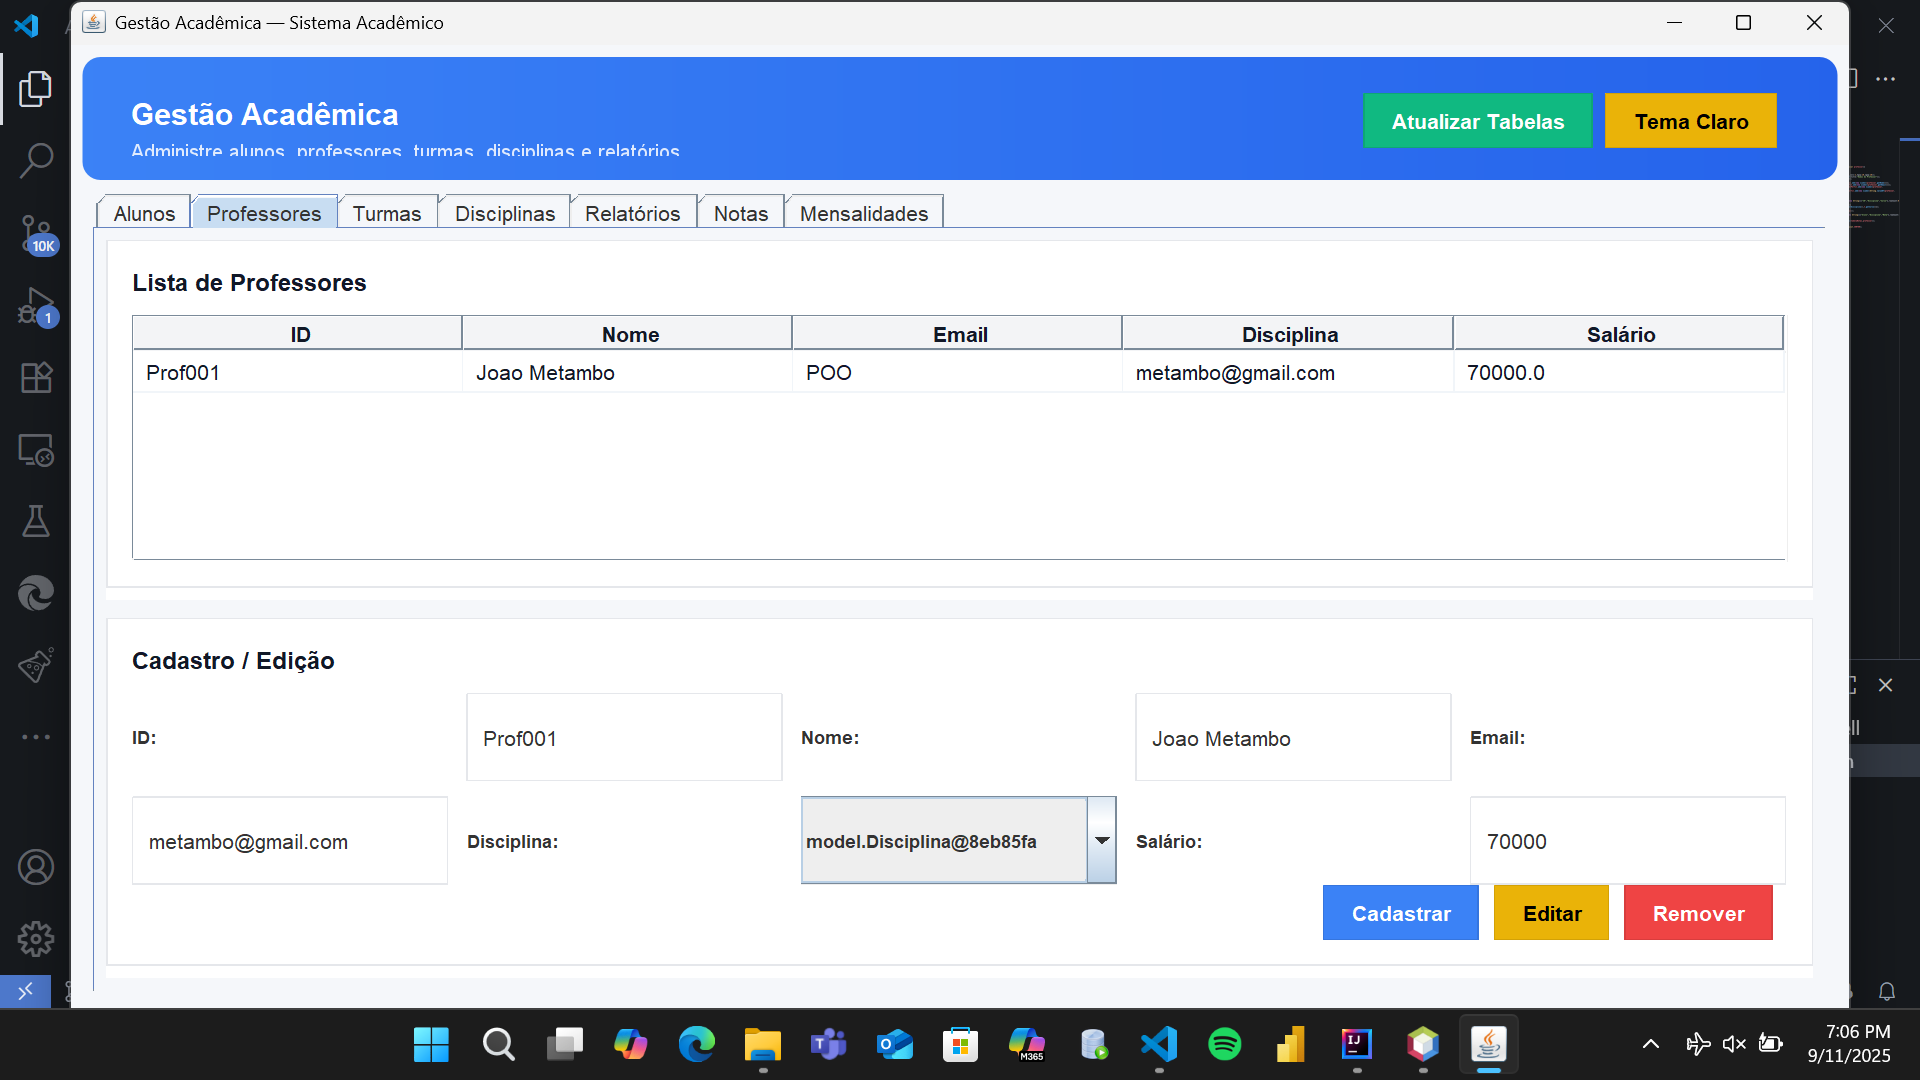 Gestão Acadêmica — Sistema Acadêmico
Gestão Acadêmica
Administre alunos, professores, turmas, disciplinas e relatórios
Atualizar Tabelas
Tema Claro
Alunos Professores Turmas Disciplinas Relatórios Notas Mensalidades
Lista de Professores
ID Nome Email Disciplina Salário
Prof001 Joao Metambo POO metambo@gmail.com 70000.0
Cadastro / Edição
ID: Prof001 Nome: Joao Metambo Email:
metambo@gmail.com Disciplina: model.Disciplina@8eb85fa Salário: 70000
Cadastrar Editar Remover
10K
1
M365
7:06 PM
9/11/2025